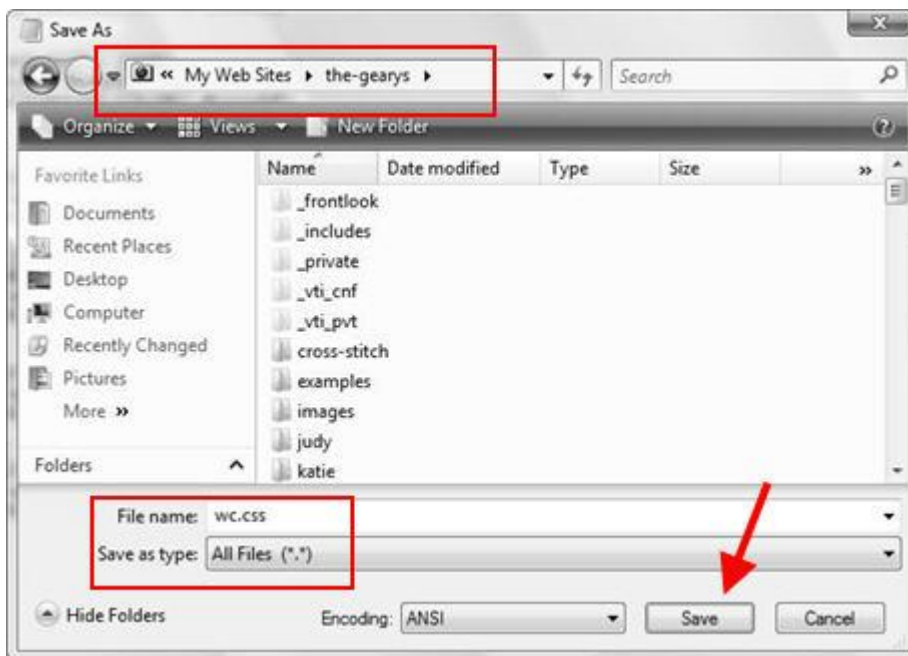 Save As
« My Web Sites ▸ the-gearys ▸ Search
Organize Views New Folder
Favorite Links
Documents
Recent Places
Desktop
Computer
Recently Changed
Pictures
More »
Folders
Name Date modified Type Size »
_frontlook
_includes
_private
_vti_cnf
_vti_pvt
cross-stitch
examples
images
judy
katie
File name: wc.css
Save as type: All Files (*.*)
Hide Folders Encoding: ANSI Save Cancel